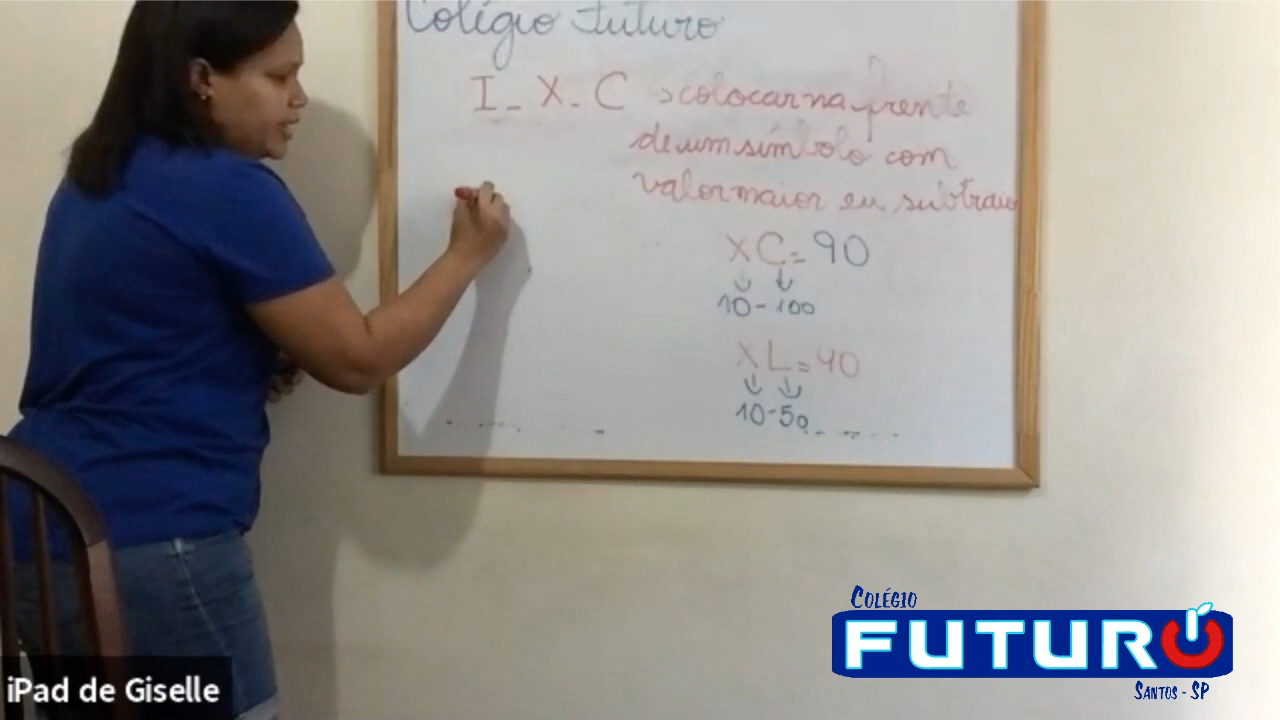 Colégio Futuro
I - X - C → colocar na frente
de um símbolo com
valor maior eu subtraio
XC = 90
10 - 100
XL = 40
10 - 50
COLÉGIO
FUTURO
SANTOS - SP
iPad de Giselle